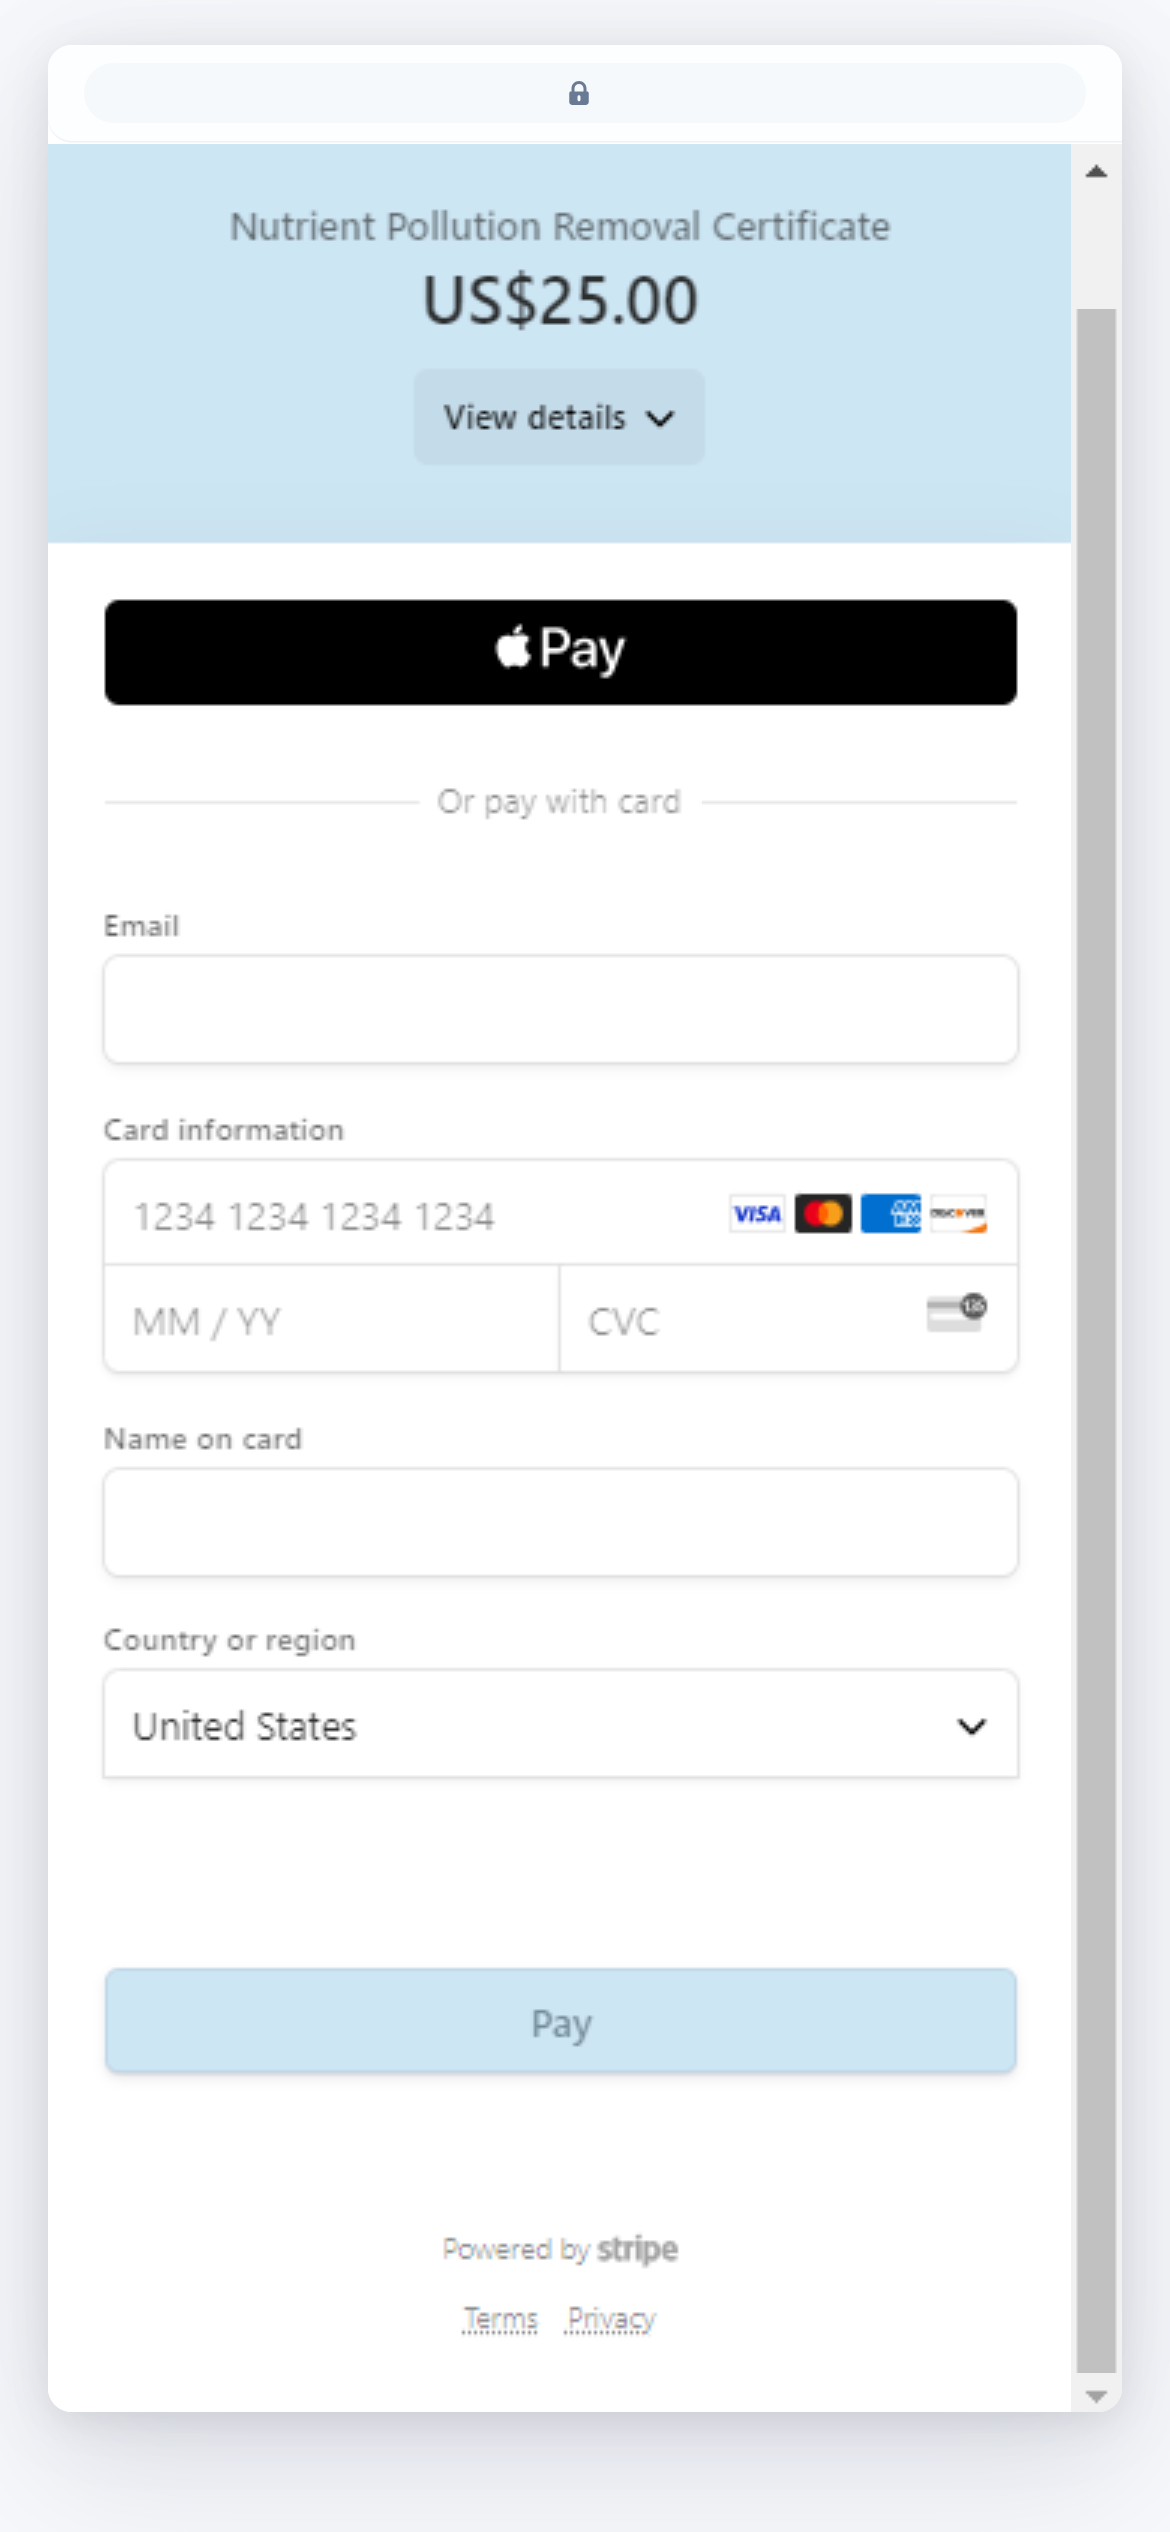 Nutrient Pollution Removal Certificate
US$25.00
View details
Pay
Or pay with card
Email
Card information
1234 1234 1234 1234 VISA DISCOVER
MM / YY CVC 135
Name on card
Country or region
United States
Pay
Powered by stripe
Terms Privacy